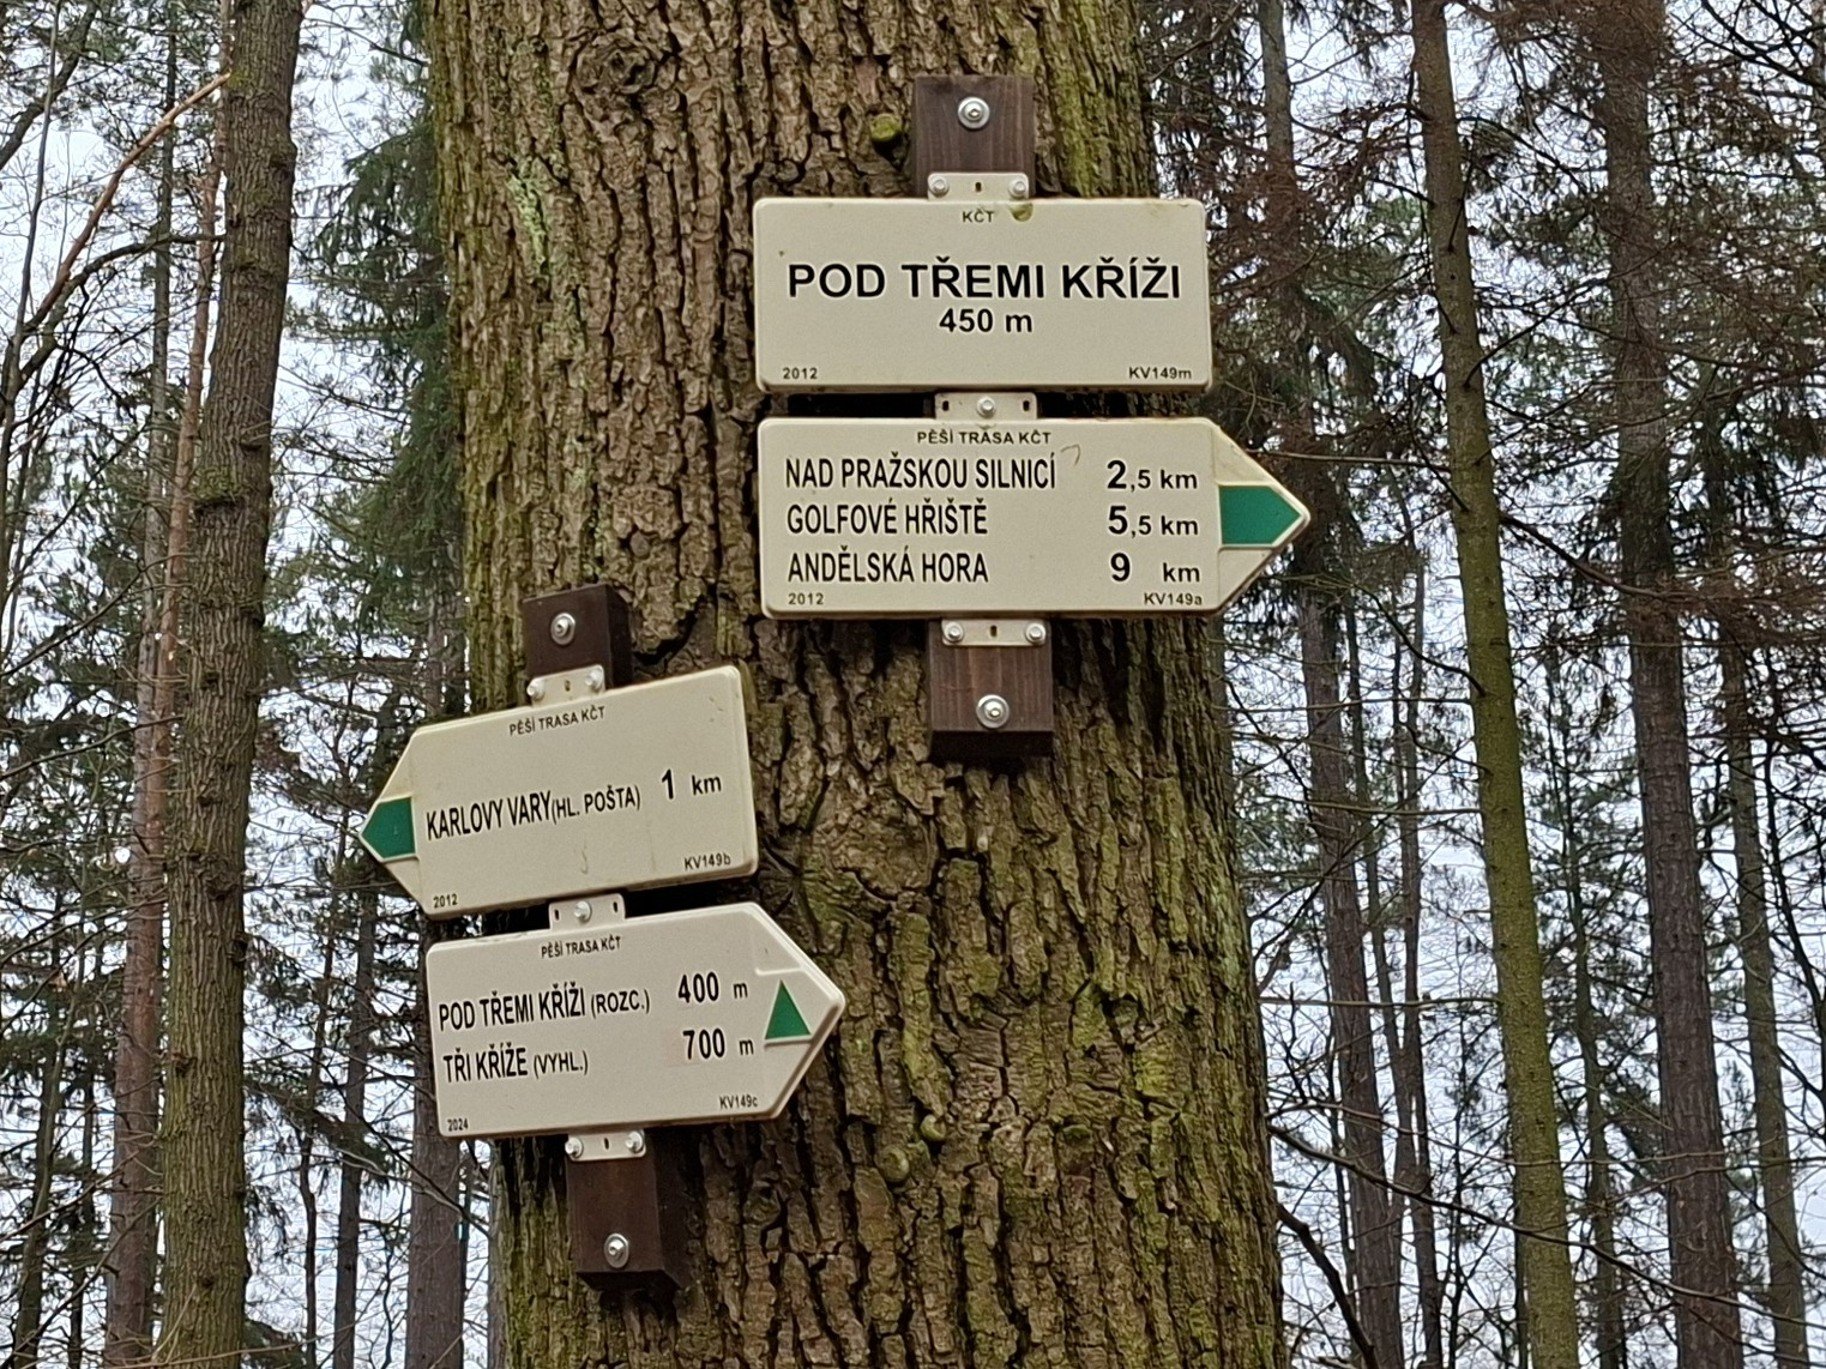 KČT
POD TŘEMI KŘÍŽI
450 m
2012 KV149m
PĚŠÍ TRASA KČT
NAD PRAŽSKOU SILNICÍ 2,5 km
GOLFOVÉ HŘIŠTĚ 5,5 km
ANDĚLSKÁ HORA 9 km
2012 KV149a
PĚŠÍ TRASA KČT
KARLOVY VARY (HL. POŠTA) 1 km
2012 KV149b
PĚŠÍ TRASA KČT
POD TŘEMI KŘÍŽI (ROZC.) 400 m
TŘI KŘÍŽE (VYHL.) 700 m
2024 KV149c